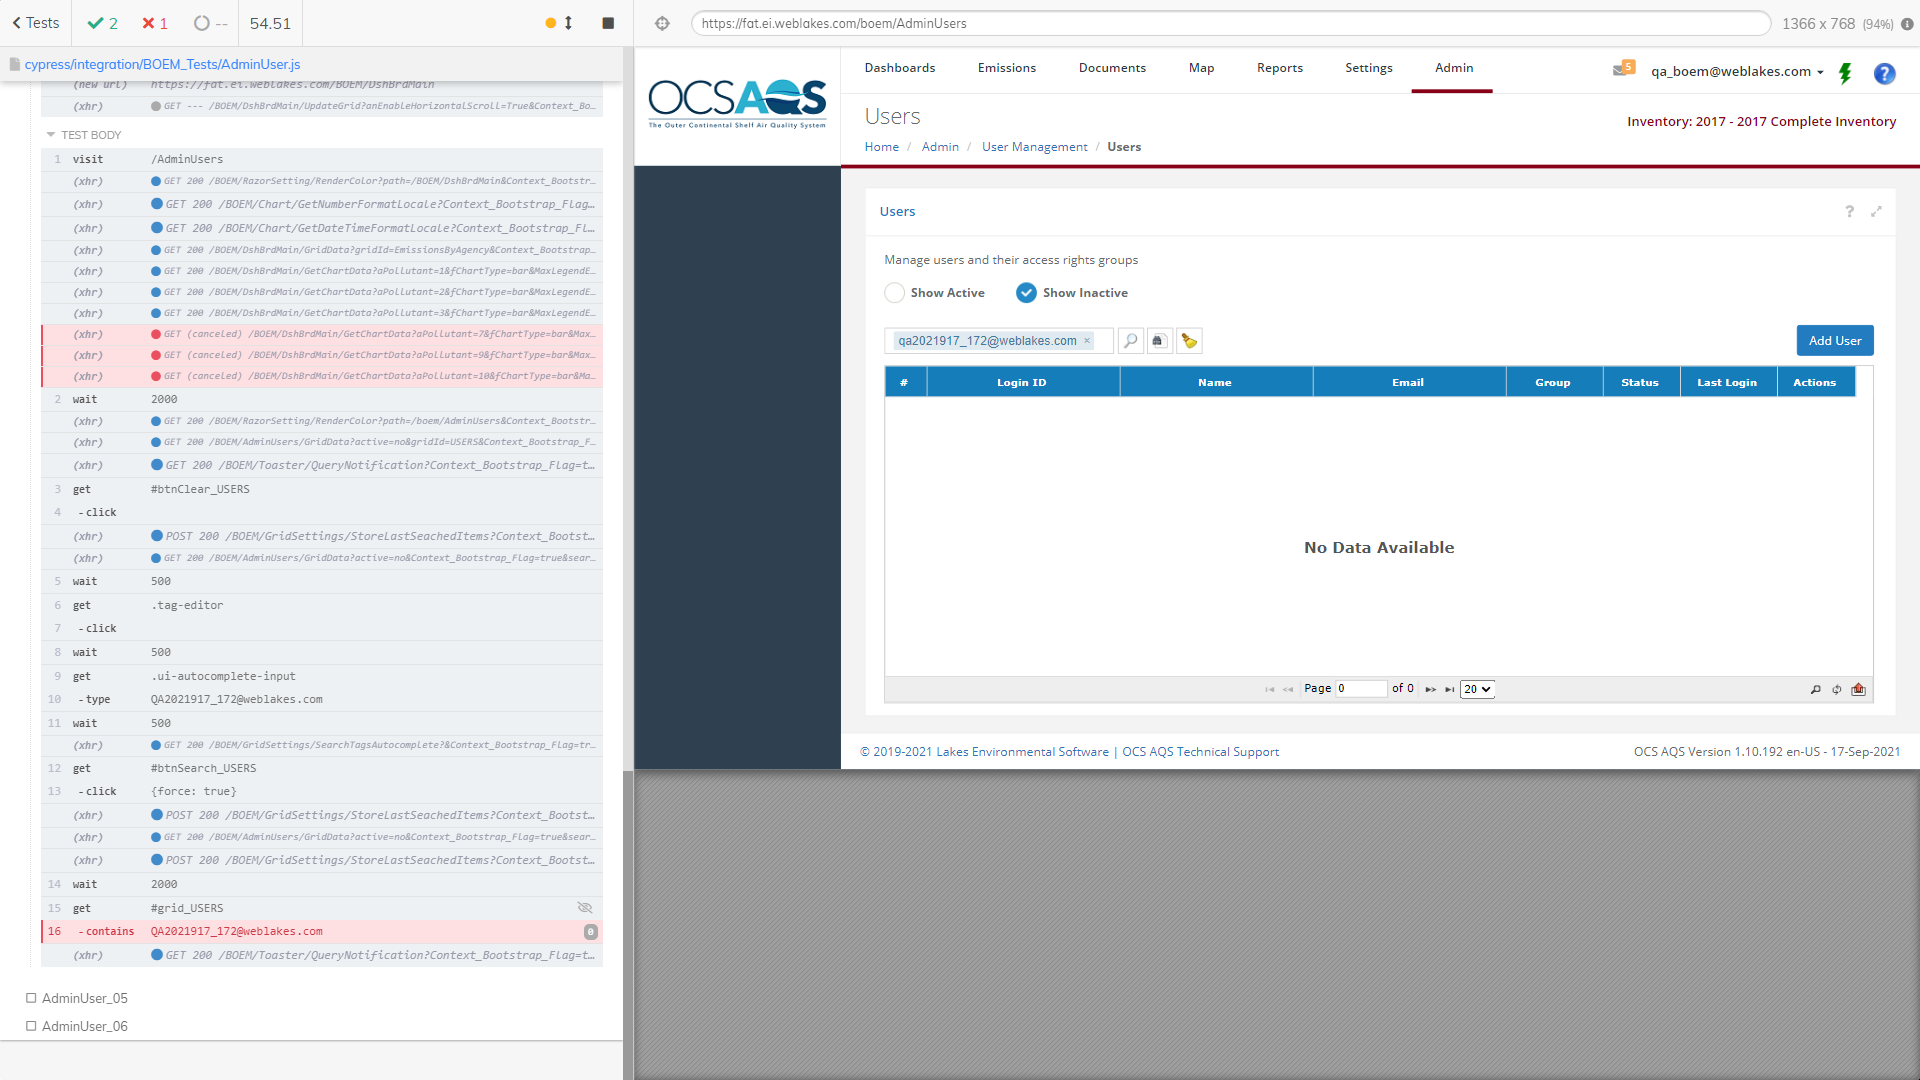 Tests
2
1
--
54.51
cypress/integration/BOEM_Tests/AdminUser.js
(new url) https://fat.ei.weblakes.com/BOEM/DshBrdMain
(xhr) GET --- /BOEM/DshBrdMain/UpdateGrid?anEnableHorizontalScroll=True&Context_Bo...
TEST BODY
1 visit /AdminUsers
(xhr) GET 200 /BOEM/RazorSetting/RenderColor?path=/BOEM/DshBrdMain&Context_Bootstr...
(xhr) GET 200 /BOEM/Chart/GetNumberFormatLocale?Context_Bootstrap_Flag...
(xhr) GET 200 /BOEM/Chart/GetDateTimeFormatLocale?Context_Bootstrap_Fl...
(xhr) GET 200 /BOEM/DshBrdMain/GridData?gridId=EmissionsByAgency&Context_Bootstrap...
(xhr) GET 200 /BOEM/DshBrdMain/GetChartData?aPollutant=1&fChartType=bar&MaxLegendE...
(xhr) GET 200 /BOEM/DshBrdMain/GetChartData?aPollutant=2&fChartType=bar&MaxLegendE...
(xhr) GET 200 /BOEM/DshBrdMain/GetChartData?aPollutant=3&fChartType=bar&MaxLegendE...
(xhr) GET (canceled) /BOEM/DshBrdMain/GetChartData?aPollutant=7&fChartType=bar&Max...
(xhr) GET (canceled) /BOEM/DshBrdMain/GetChartData?aPollutant=9&fChartType=bar&Max...
(xhr) GET (canceled) /BOEM/DshBrdMain/GetChartData?aPollutant=10&fChartType=bar&Ma...
2 wait 2000
(xhr) GET 200 /BOEM/RazorSetting/RenderColor?path=/boem/AdminUsers&Context_Bootstr...
(xhr) GET 200 /BOEM/AdminUsers/GridData?active=no&gridId=USERS&Context_Bootstrap_F...
(xhr) GET 200 /BOEM/Toaster/QueryNotification?Context_Bootstrap_Flag=t...
3 get #btnClear_USERS
4 - click
(xhr) POST 200 /BOEM/GridSettings/StoreLastSeachedItems?Context_Bootst...
(xhr) GET 200 /BOEM/AdminUsers/GridData?active=no&Context_Bootstrap_Flag=true&sear...
5 wait 500
6 get .tag-editor
7 - click
8 wait 500
9 get .ui-autocomplete-input
10 - type QA2021917_172@weblakes.com
11 wait 500
(xhr) GET 200 /BOEM/GridSettings/SearchTagsAutocomplete?&Context_Bootstrap_Flag=tr...
12 get #btnSearch_USERS
13 - click {force: true}
(xhr) POST 200 /BOEM/GridSettings/StoreLastSeachedItems?Context_Bootst...
(xhr) GET 200 /BOEM/AdminUsers/GridData?active=no&Context_Bootstrap_Flag=true&sear...
(xhr) POST 200 /BOEM/GridSettings/StoreLastSeachedItems?Context_Bootst...
14 wait 2000
15 get #grid_USERS
16 - contains QA2021917_172@weblakes.com 0
(xhr) GET 200 /BOEM/Toaster/QueryNotification?Context_Bootstrap_Flag=t...
AdminUser_05
AdminUser_06
https://fat.ei.weblakes.com/boem/AdminUsers
1366 x 768 (94%)
OCSAQS
The Outer Continental Shelf Air Quality System
Dashboards Emissions Documents Map Reports Settings Admin
5
qa_boem@weblakes.com
?
Users
Inventory: 2017 - 2017 Complete Inventory
Home / Admin / User Management / Users
Users
?
Manage users and their access rights groups
Show Active Show Inactive
qa2021917_172@weblakes.com ×
Add User
# Login ID Name Email Group Status Last Login Actions
No Data Available
Page 0 of 0 20
© 2019-2021 Lakes Environmental Software | OCS AQS Technical Support
OCS AQS Version 1.10.192 en-US - 17-Sep-2021